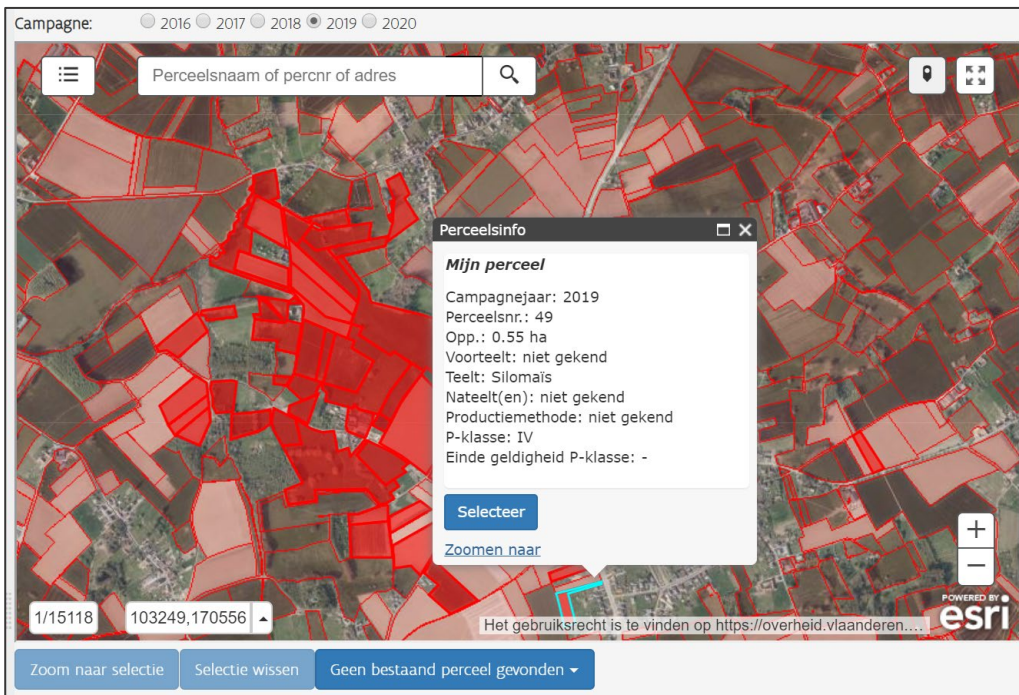 Campagne: 2016 2017 2018 2019 2020
Perceelsnaam of percnr of adres
Perceelsinfo
Mijn perceel
Campagnejaar: 2019
Perceelsnr.: 49
Opp.: 0.55 ha
Voorteelt: niet gekend
Teelt: Silomaïs
Nateelt(en): niet gekend
Productiemethode: niet gekend
P-klasse: IV
Einde geldigheid P-klasse: -
Selecteer
Zoomen naar
+
−
1/15118 103249,170556
Het gebruiksrecht is te vinden op https://overheid.vlaanderen....
POWERED BY
esri
Zoom naar selectie Selectie wissen Geen bestaand perceel gevonden